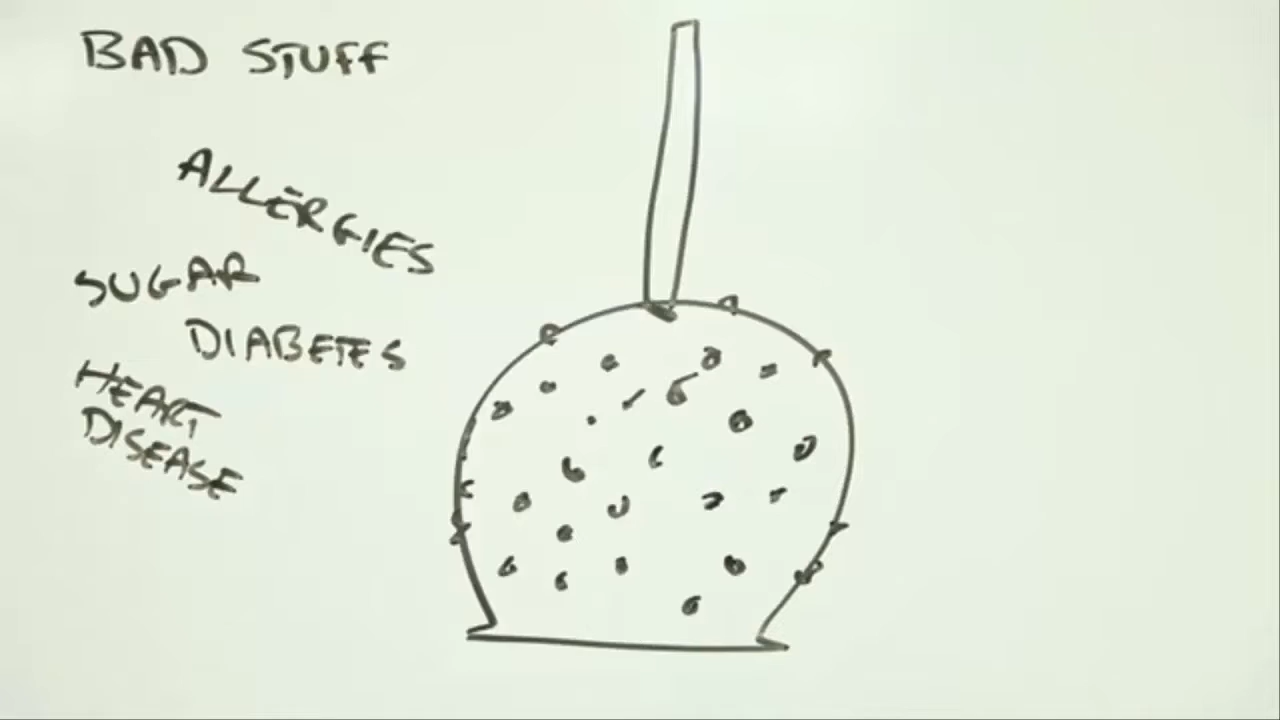 BAD STUFF
ALLERGIES
SUGAR
DIABETES
HEART
DISEASE